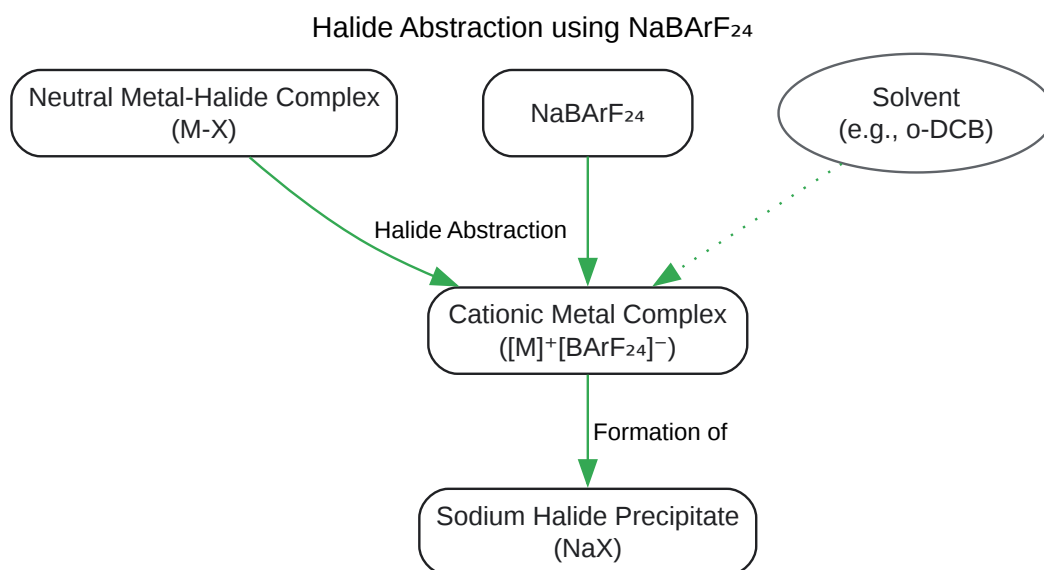 Halide Abstraction using NaBArF₂₄
Neutral Metal-Halide Complex
(M-X)
NaBArF₂₄
Solvent
(e.g., o-DCB)
Halide Abstraction
Cationic Metal Complex
([M]⁺[BArF₂₄]⁻)
Formation of
Sodium Halide Precipitate
(NaX)